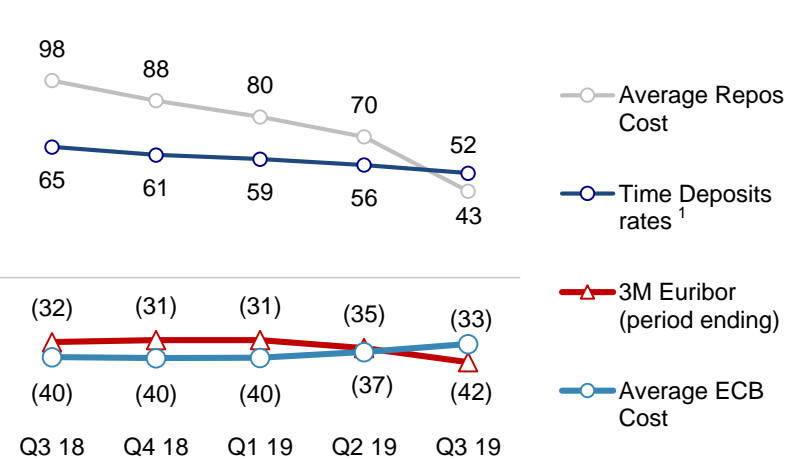 98
88
80
70
52
65
61
59
56
43
Average Repos
Cost
Time Deposits
rates 1
(32)
(31)
(31)
(35)
(33)
(40)
(40)
(40)
(37)
(42)
3M Euribor
(period ending)
Average ECB
Cost
Q3 18
Q4 18
Q1 19
Q2 19
Q3 19